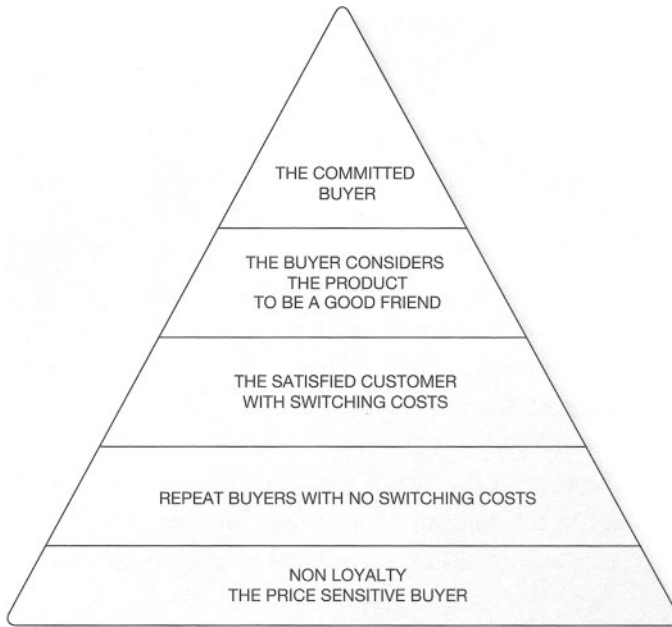 THE COMMITTED
BUYER
THE BUYER CONSIDERS
THE PRODUCT
TO BE A GOOD FRIEND
THE SATISFIED CUSTOMER
WITH SWITCHING COSTS
REPEAT BUYERS WITH NO SWITCHING COSTS
NON LOYALTY
THE PRICE SENSITIVE BUYER